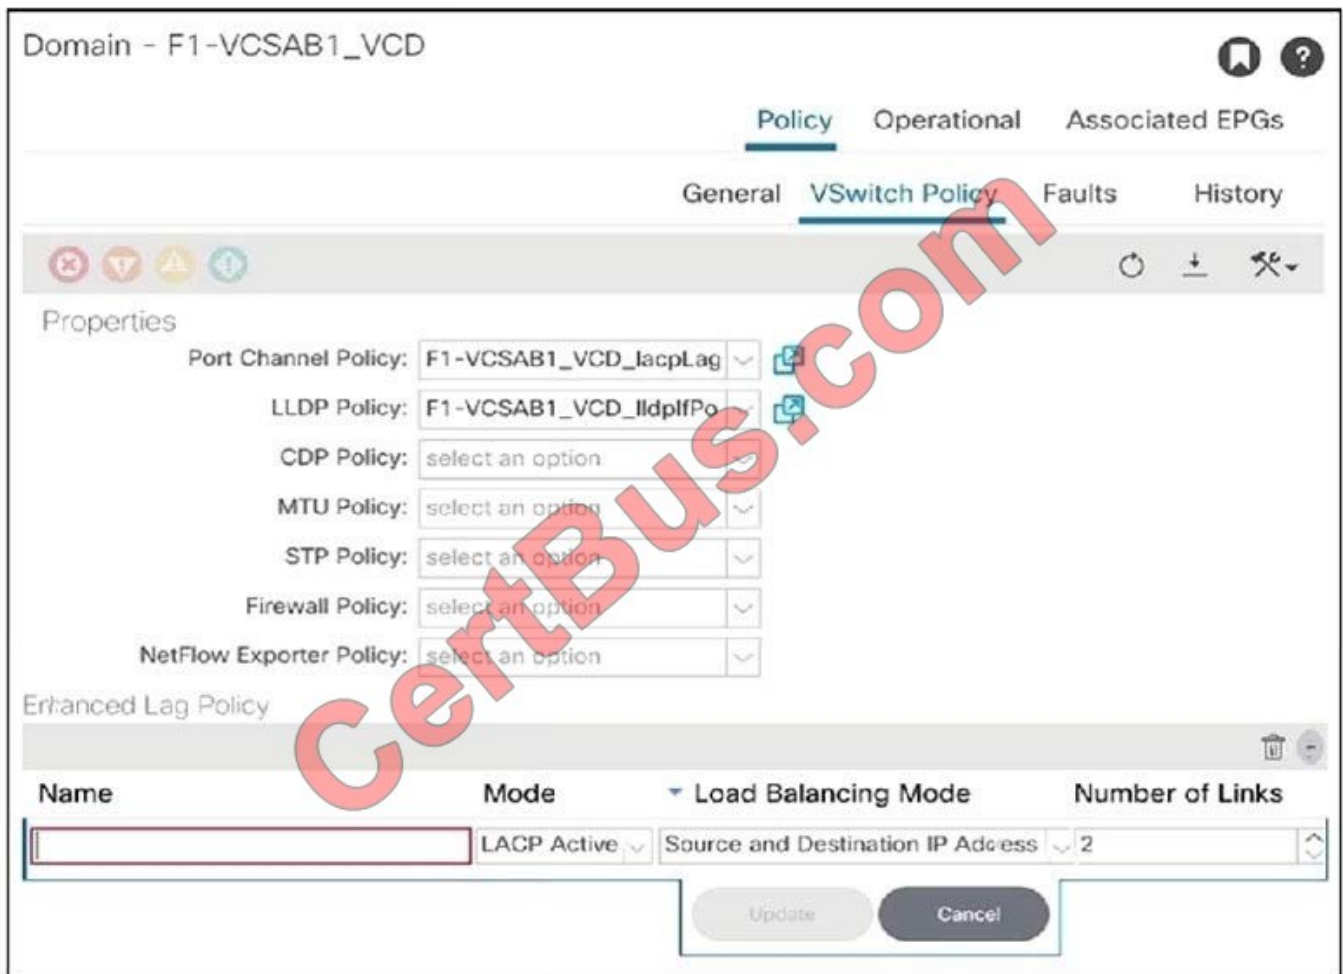 Domain - F1-VCSAB1_VCD
Policy Operational Associated EPGs
General VSwitch Policy Faults History
Properties
Port Channel Policy: F1-VCSAB1_VCD_lacpLag
LLDP Policy: F1-VCSAB1_VCD_lldpIfPo
CDP Policy: select an option
MTU Policy: select an option
STP Policy: select an option
Firewall Policy: select an option
NetFlow Exporter Policy: select an option
Enhanced Lag Policy
Name Mode Load Balancing Mode Number of Links
LACP Active Source and Destination IP Address 2
Update Cancel
CertBus.com